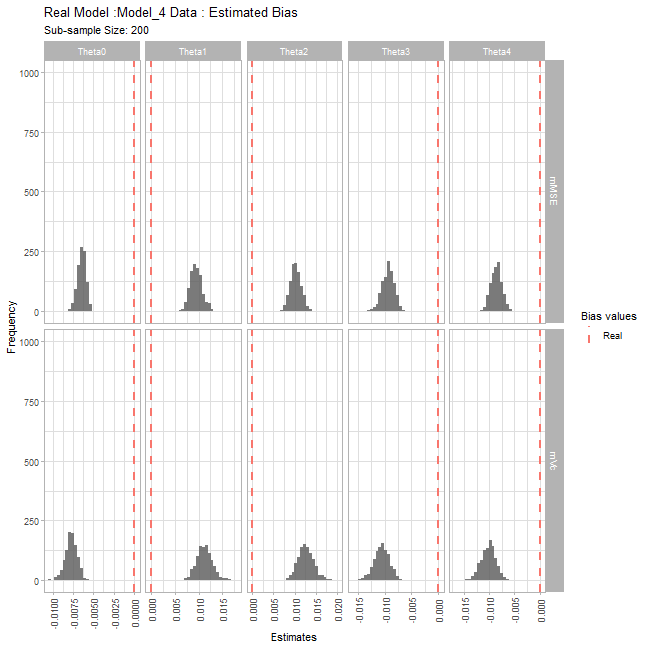 Real Model :Model_4 Data : Estimated Bias
Sub-sample Size: 200
Theta0 Theta1 Theta2 Theta3 Theta4
1000
750
500
250
0
mMSE
Frequency
Bias values
Real
1000
750
500
250
0
mVc
-0.0100 -0.0075 -0.0050 -0.0025 0.0000 0.000 0.005 0.010 0.015 0.000 0.005 0.010 0.015 0.020 -0.015 -0.010 -0.005 0.000 -0.015 -0.010 -0.005 0.000
Estimates